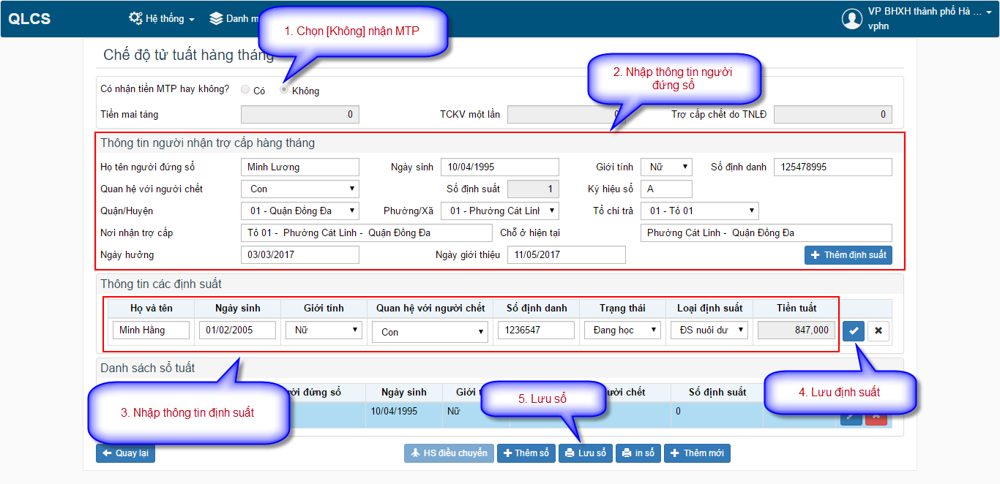 QLCS
Hệ thống
Danh m
VP BHXH thành phố Hà ...
vphn
1. Chọn [Không] nhận MTP
Chế độ tử tuất hàng tháng
2. Nhập thông tin người
đứng sổ
Có nhận tiền MTP hay không? Có Không
Tiền mai táng 0 TCKV một lần 0 Trợ cấp chết do TNLĐ 0
Thông tin người nhận trợ cấp hàng tháng
Họ tên người đứng sổ Minh Lương Ngày sinh 10/04/1995 Giới tính Nữ Số định danh 125478995
Quan hệ với người chết Con Số định suất 1 Ký hiệu sổ A
Quận/Huyện 01 - Quận Đống Đa Phường/Xã 01 - Phường Cát Linh Tổ chi trả 01 - Tổ 01
Nơi nhận trợ cấp Tổ 01 - Phường Cát Linh - Quận Đống Đa Chỗ ở hiện tại Phường Cát Linh - Quận Đống Đa
Ngày hưởng 03/03/2017 Ngày giới thiệu 11/05/2017 Thêm định suất
Thông tin các định suất
Họ và tên Ngày sinh Giới tính Quan hệ với người chết Số định danh Trạng thái Loại định suất Tiền tuất
Minh Hằng 01/02/2005 Nữ Con 1236547 Đang học ĐS nuôi dư 847,000
Danh sách sổ tuất
ười đứng sổ Ngày sinh Giới t ười chết Số định suất
10/04/1995 Nữ 0
3. Nhập thông tin định suất
5. Lưu sổ
4. Lưu định suất
Quay lại HS điều chuyển Thêm sổ Lưu sổ in sổ Thêm mới